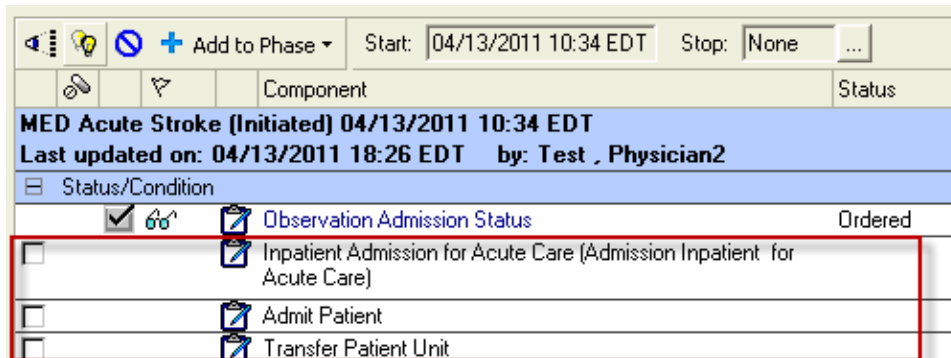 Add to Phase Start: 04/13/2011 10:34 EDT Stop: None ...
Component Status
MED Acute Stroke (Initiated) 04/13/2011 10:34 EDT
Last updated on: 04/13/2011 18:26 EDT by: Test , Physician2
Status/Condition
Observation Admission Status Ordered
Inpatient Admission for Acute Care (Admission Inpatient for
Acute Care)
Admit Patient
Transfer Patient Unit